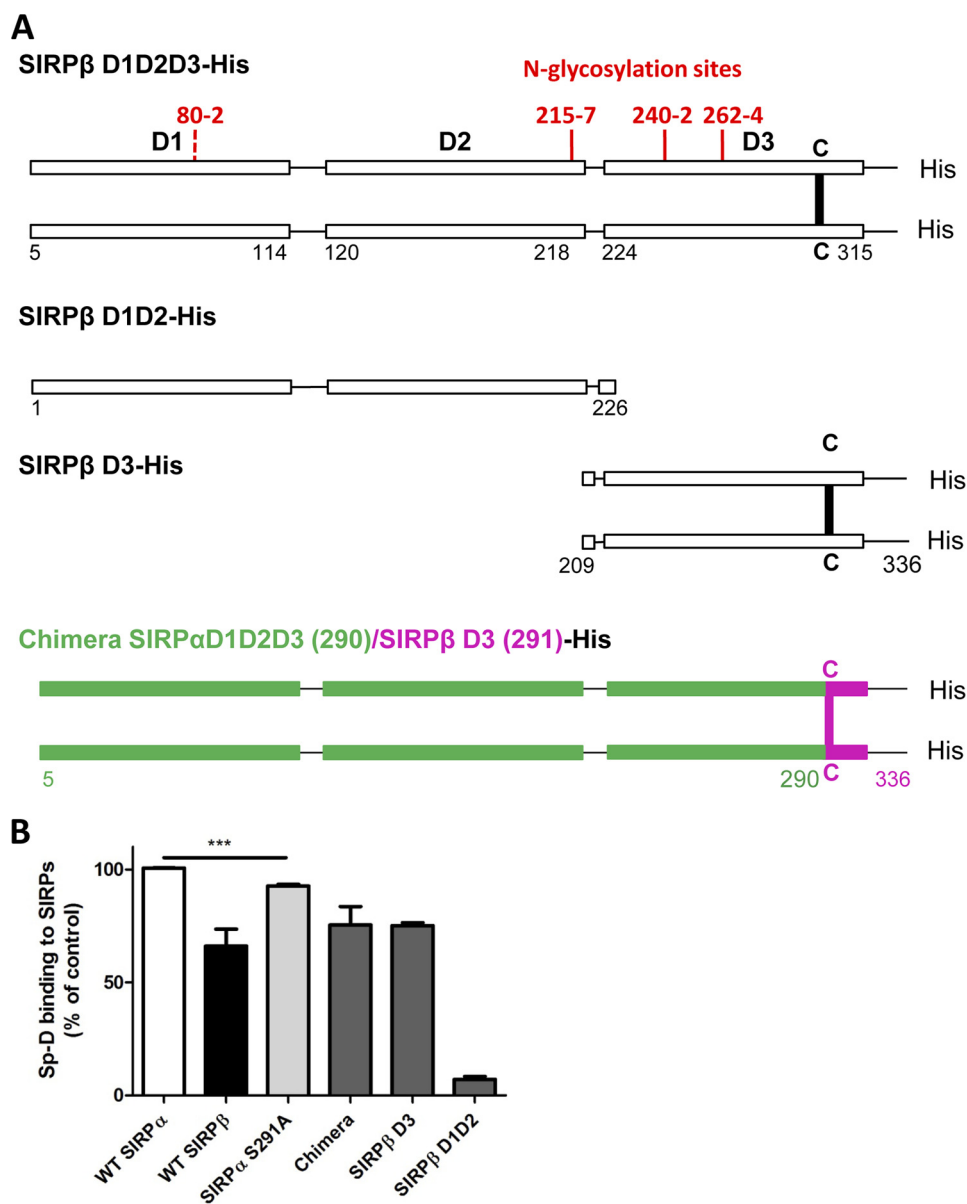 A
SIRPβ D1D2D3-His
N-glycosylation sites
80-2 215-7 240-2 262-4
D1 D2 D3 C
His
His
5 114 120 218 224 C 315
SIRPβ D1D2-His
1 226
SIRPβ D3-His
C
His
His
209 C 336
Chimera SIRPαD1D2D3 (290)/SIRPβ D3 (291)-His
C
His
His
5 290 C 336
B
***
100
50
0
Sp-D binding to SIRPs
(% of control)
WT SIRPα
WT SIRPβ
SIRPα S291A
Chimera
SIRPβ D3
SIRPβ D1D2